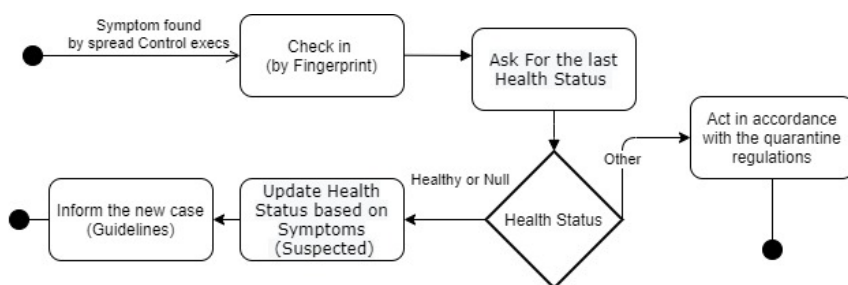 Symptom found
by spread Control execs
Check in
(by Fingerprint)
Ask For the last
Health Status
Act in accordance
with the quarantine
regulations
Other
Healthy or Null
Health Status
Update Health
Status based on
Symptoms
(Suspected)
Inform the new case
(Guidelines)